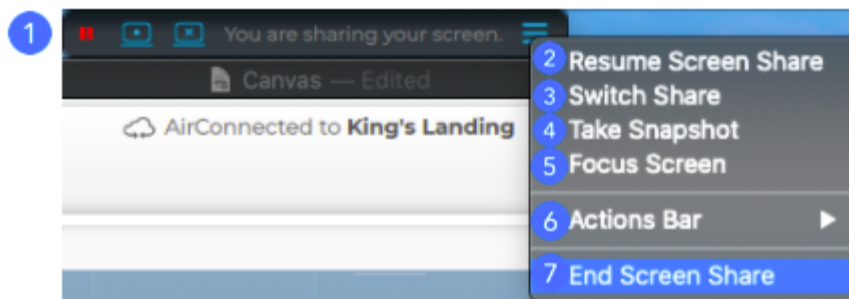 1
You are sharing your screen.
Canvas — Edited
AirConnected to King's Landing
2 Resume Screen Share
3 Switch Share
4 Take Snapshot
5 Focus Screen
6 Actions Bar
7 End Screen Share